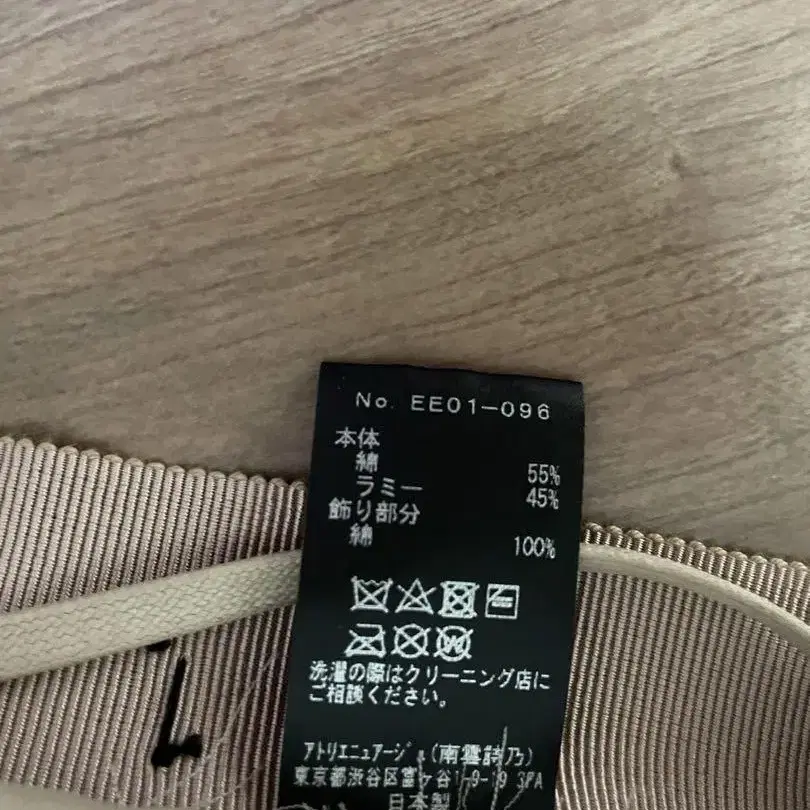 No. EE01-096
本体
綿 55%
ラミー 45%
飾り部分
綿 100%
洗濯の際はクリーニング店に
ご相談ください。
アトリエニュアージュ(南雲詩乃)
東京都渋谷区富ヶ谷1-9-19 3FA
日本製